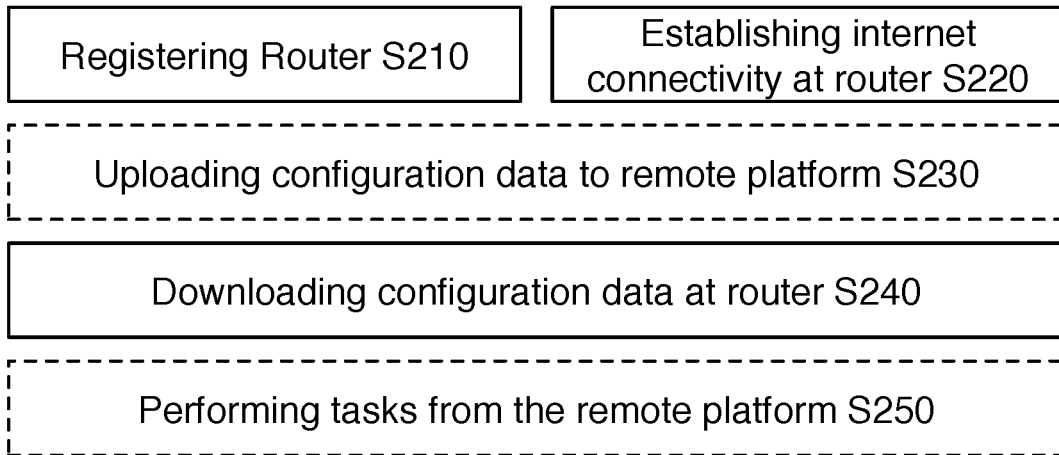 Registering Router S210
Establishing internet
connectivity at router S220
Uploading configuration data to remote platform S230
Downloading configuration data at router S240
Performing tasks from the remote platform S250